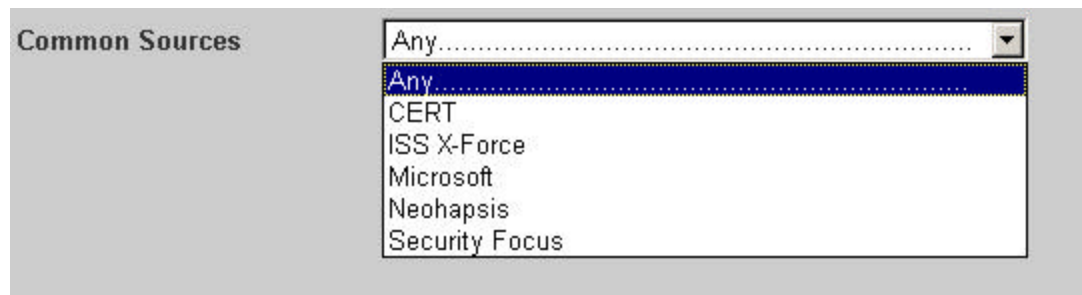 Common Sources Any...................................................................
Any...................................................................
CERT
ISS X-Force
Microsoft
Neohapsis
Security Focus